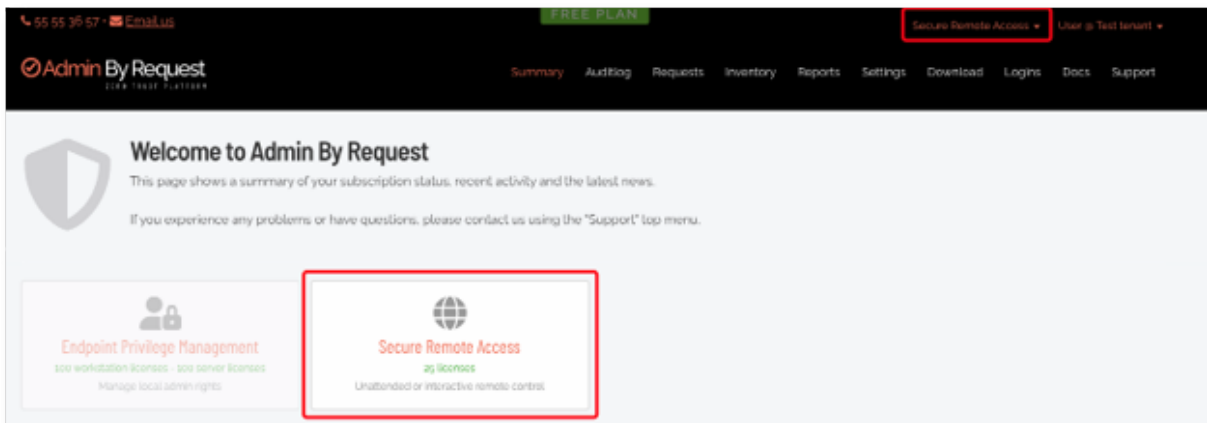 55 55 36 57 • Email us
FREE PLAN
Secure Remote Access
User @ Test tenant
Admin By Request
ZERO TRUST PLATFORM
Summary Auditlog Requests Inventory Reports Settings Download Logins Docs Support
Welcome to Admin By Request
This page shows a summary of your subscription status, recent activity and the latest news.
If you experience any problems or have questions, please contact us using the "Support" top menu.
Endpoint Privilege Management
100 workstation licenses - 100 server licenses
Manage local admin rights
Secure Remote Access
25 licenses
Unattended or interactive remote control